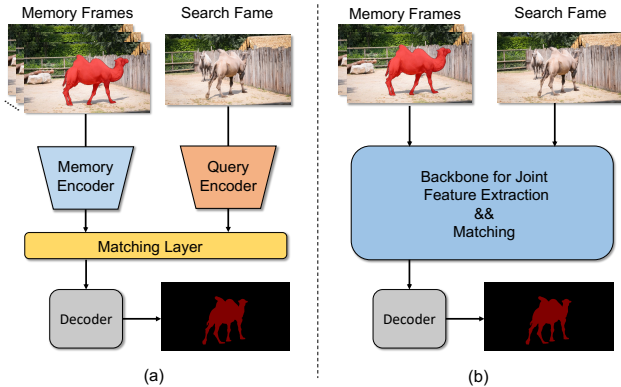 Memory Frames
Search Fame
Memory
Encoder
Query
Encoder
Matching Layer
Decoder
(a)
Memory Frames
Search Fame
Backbone for Joint
Feature Extraction
&&
Matching
Decoder
(b)